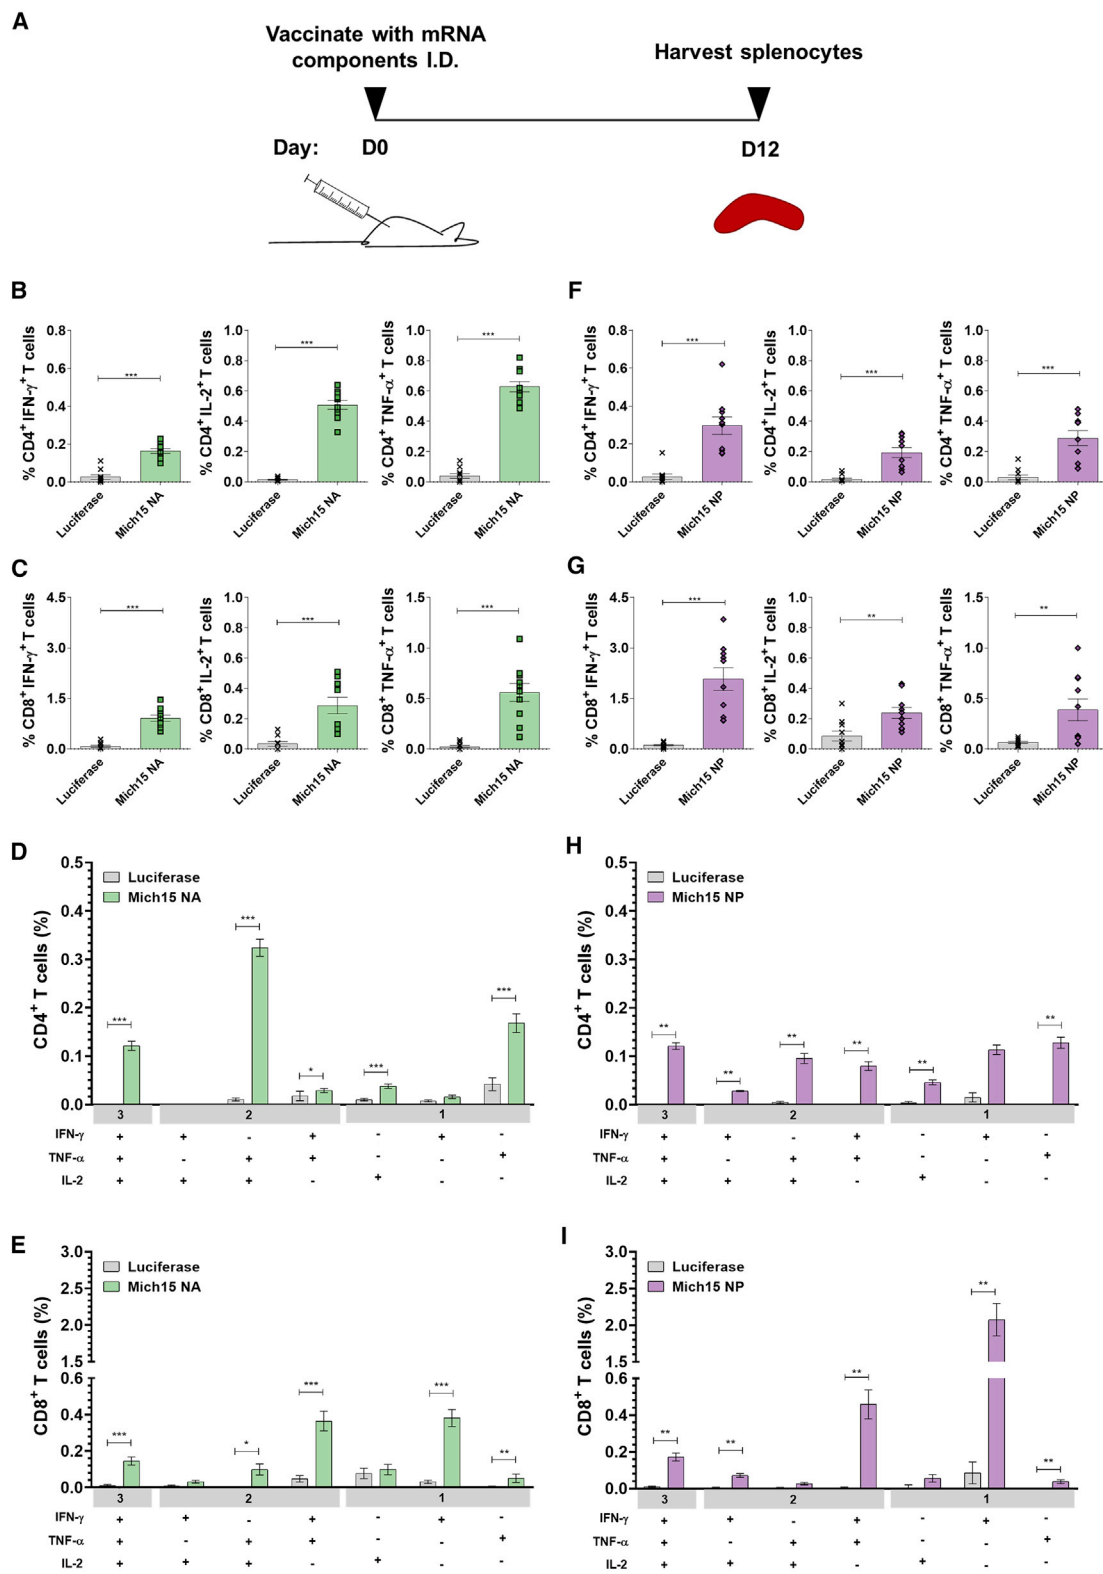 A
Vaccinate with mRNA
components I.D.
Harvest splenocytes
Day: D0 D12
B
% CD4+ IFN-γ+ T cells
0.8
0.6
0.4
0.2
0.0
***
Luciferase
Mich15 NA
% CD4+ IL-2+ T cells
1.0
0.8
0.6
0.4
0.2
0.0
***
Luciferase
Mich15 NA
% CD4+ TNF-α+ T cells
1.0
0.8
0.6
0.4
0.2
0.0
***
Luciferase
Mich15 NA
F
% CD4+ IFN-γ+ T cells
0.8
0.6
0.4
0.2
0.0
***
Luciferase
Mich15 NP
% CD4+ IL-2+ T cells
1.0
0.8
0.6
0.4
0.2
0.0
***
Luciferase
Mich15 NP
% CD4+ TNF-α+ T cells
1.0
0.8
0.6
0.4
0.2
0.0
***
Luciferase
Mich15 NP
C
% CD8+ IFN-γ+ T cells
4.5
3.0
1.5
0.0
***
Luciferase
Mich15 NA
% CD8+ IL-2+ T cells
1.0
0.8
0.6
0.4
0.2
0.0
***
Luciferase
Mich15 NA
% CD8+ TNF-α+ T cells
1.5
1.0
0.5
0.0
***
Luciferase
Mich15 NA
G
% CD8+ IFN-γ+ T cells
4.5
3.0
1.5
0.0
***
Luciferase
Mich15 NP
% CD8+ IL-2+ T cells
1.0
0.8
0.6
0.4
0.2
0.0
**
Luciferase
Mich15 NP
% CD8+ TNF-α+ T cells
1.5
1.0
0.5
0.0
**
Luciferase
Mich15 NP
D
CD4+ T cells (%)
0.5
0.4
0.3
0.2
0.1
0.0
Luciferase
Mich15 NA
*** *** * *** ***
3 2 1
IFN-γ + + - + - + -
TNF-α + - + + - - +
IL-2 + + + - + - -
H
CD4+ T cells (%)
0.5
0.4
0.3
0.2
0.1
0.0
Luciferase
Mich15 NP
** ** ** ** ** **
3 2 1
IFN-γ + + - + - + -
TNF-α + - + + - - +
IL-2 + + + - + - -
E
CD8+ T cells (%)
3.0
2.5
2.0
1.5
0.6
0.4
0.2
0.0
Luciferase
Mich15 NA
*** * *** *** **
3 2 1
IFN-γ + + - + - + -
TNF-α + - + + - - +
IL-2 + + + - + - -
I
CD8+ T cells (%)
3.0
2.5
2.0
1.5
0.6
0.4
0.2
0.0
Luciferase
Mich15 NP
** ** ** ** **
3 2 1
IFN-γ + + - + - + -
TNF-α + - + + - - +
IL-2 + + + - + - -